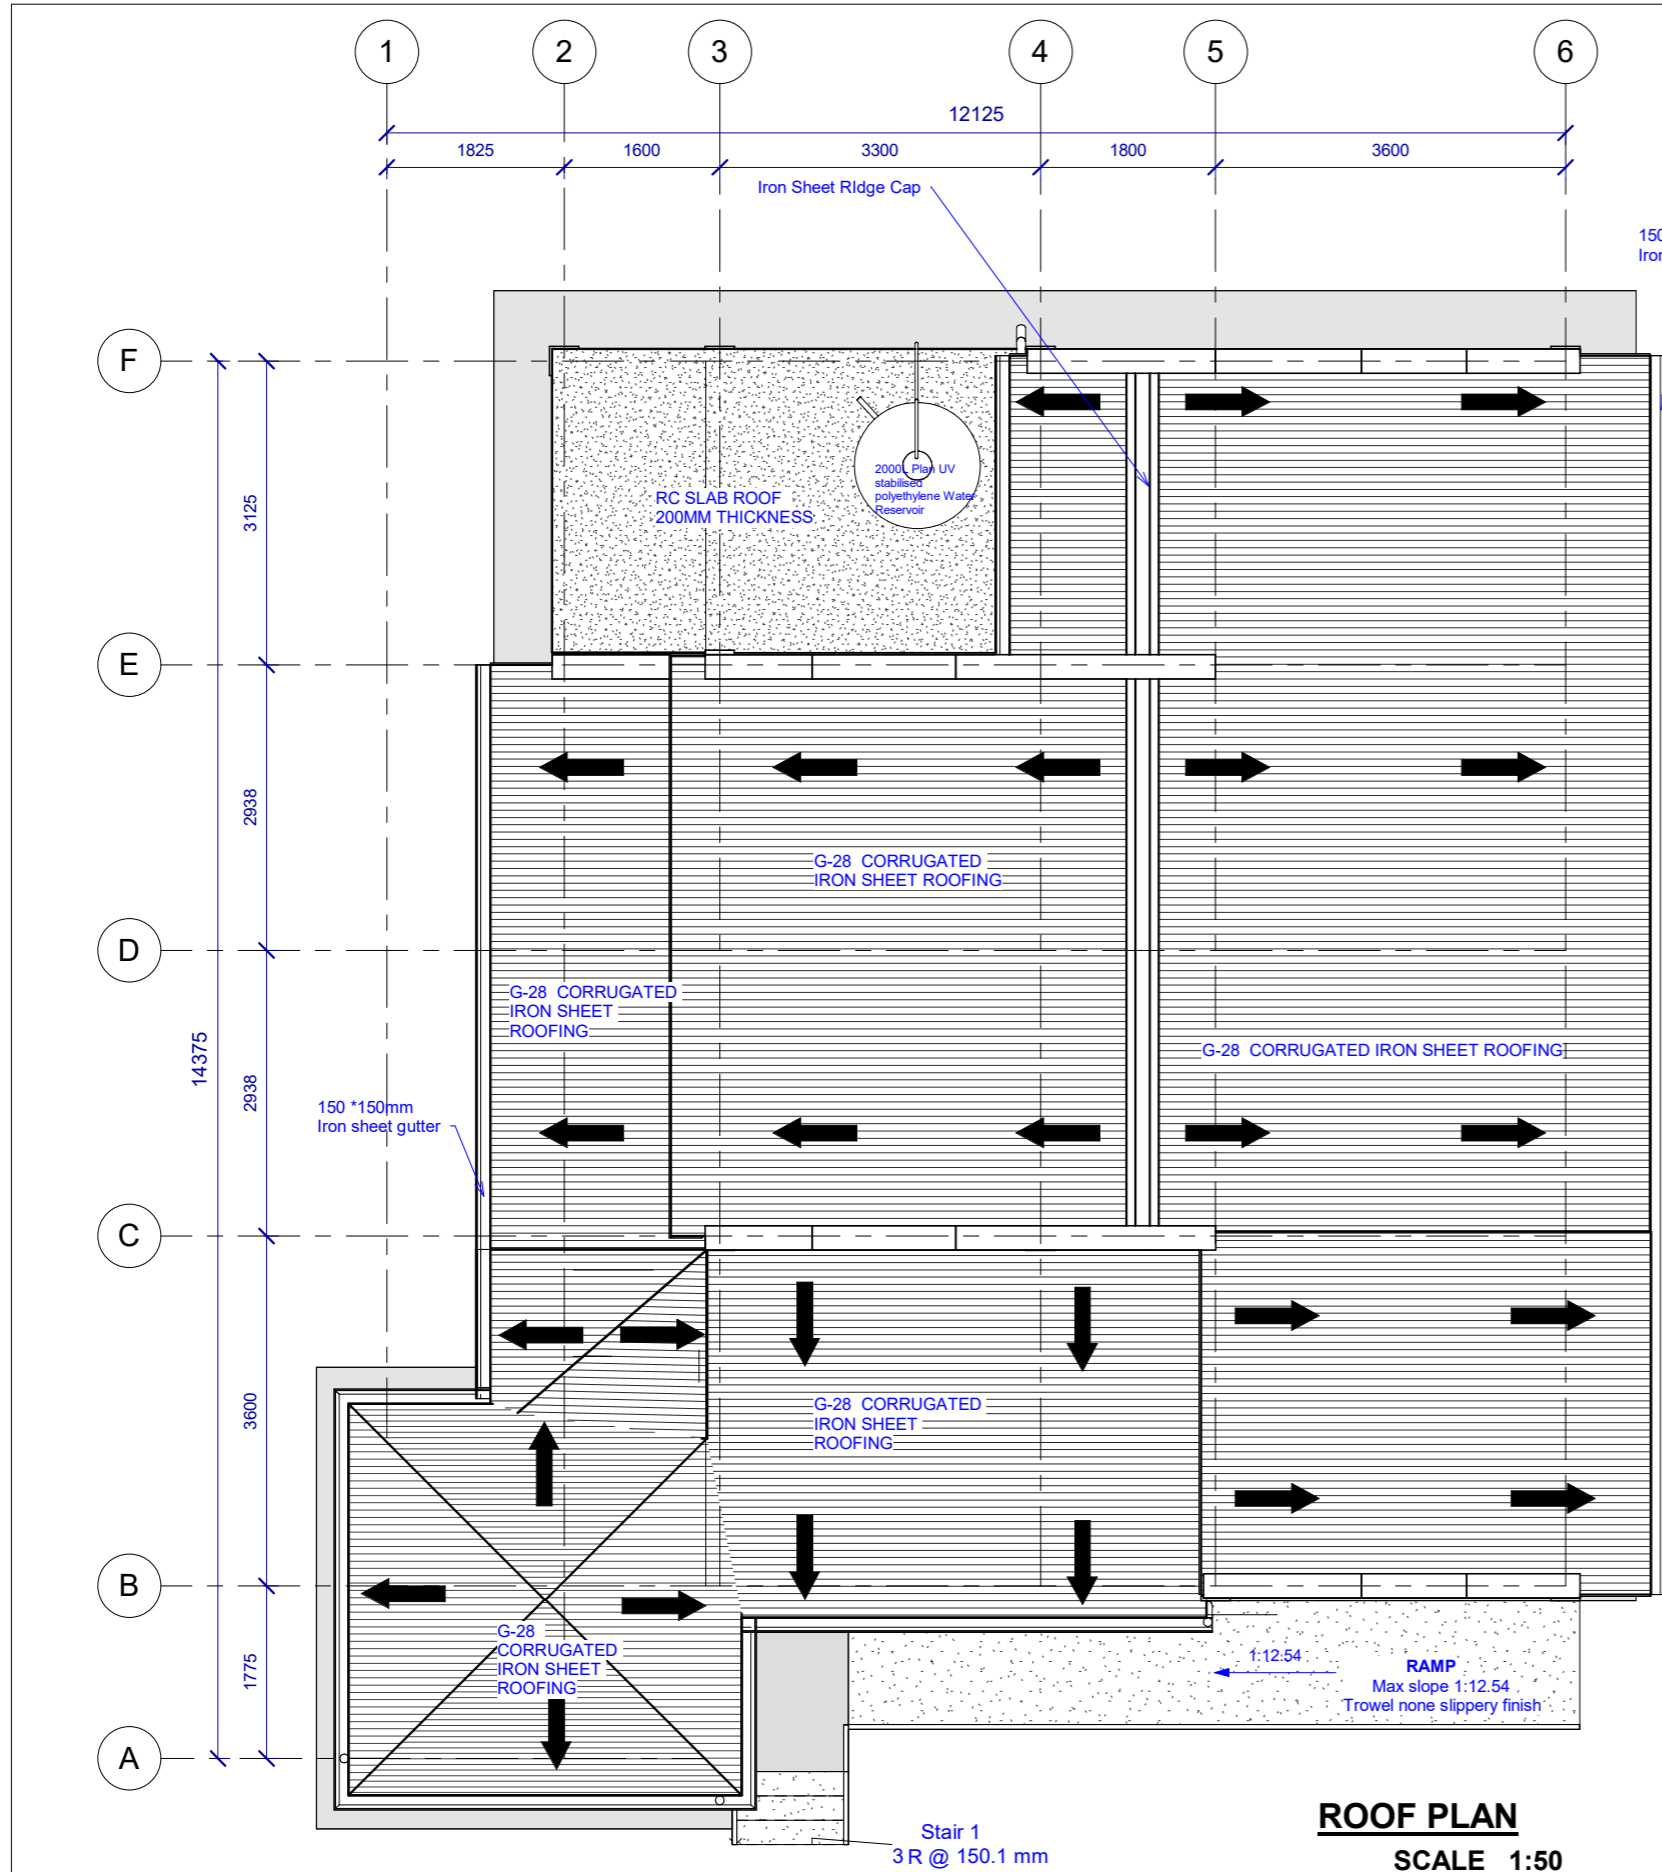 1 2 3 4 5 6
12125
1825 1600 3300 1800 3600
Iron Sheet RIdge Cap
150
Iron
F
E
D
C
B
A
3125
2938
2938
3600
1775
14375
2000L Plan UV
stabilised
polyethylene Water
Reservoir
RC SLAB ROOF
200MM THICKNESS
G-28 CORRUGATED
IRON SHEET ROOFING
G-28 CORRUGATED
IRON SHEET
ROOFING
G-28 CORRUGATED IRON SHEET ROOFING
150 *150mm
Iron sheet gutter
G-28 CORRUGATED
IRON SHEET
ROOFING
G-28
CORRUGATED
IRON SHEET
ROOFING
1:12.54
RAMP
Max slope 1:12.54
Trowel none slippery finish
Stair 1
3 R @ 150.1 mm
ROOF PLAN
SCALE 1:50